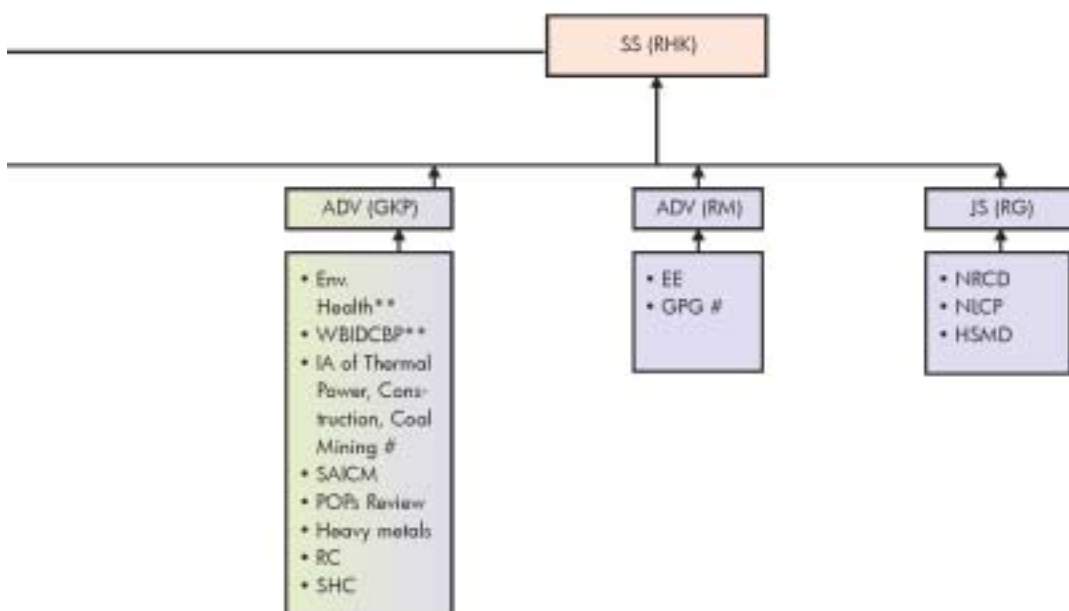 SS (RHK)
ADV (GKP)
ADV (RM)
JS (RG)
• Env.
Health**
• WBIDCBP**
• IA of Thermal
Power, Cons-
truction, Coal
Mining #
• SAICM
• POPs Review
• Heavy metals
• RC
• SHC
• EE
• GPG #
• NRCD
• NLCP
• HSMD